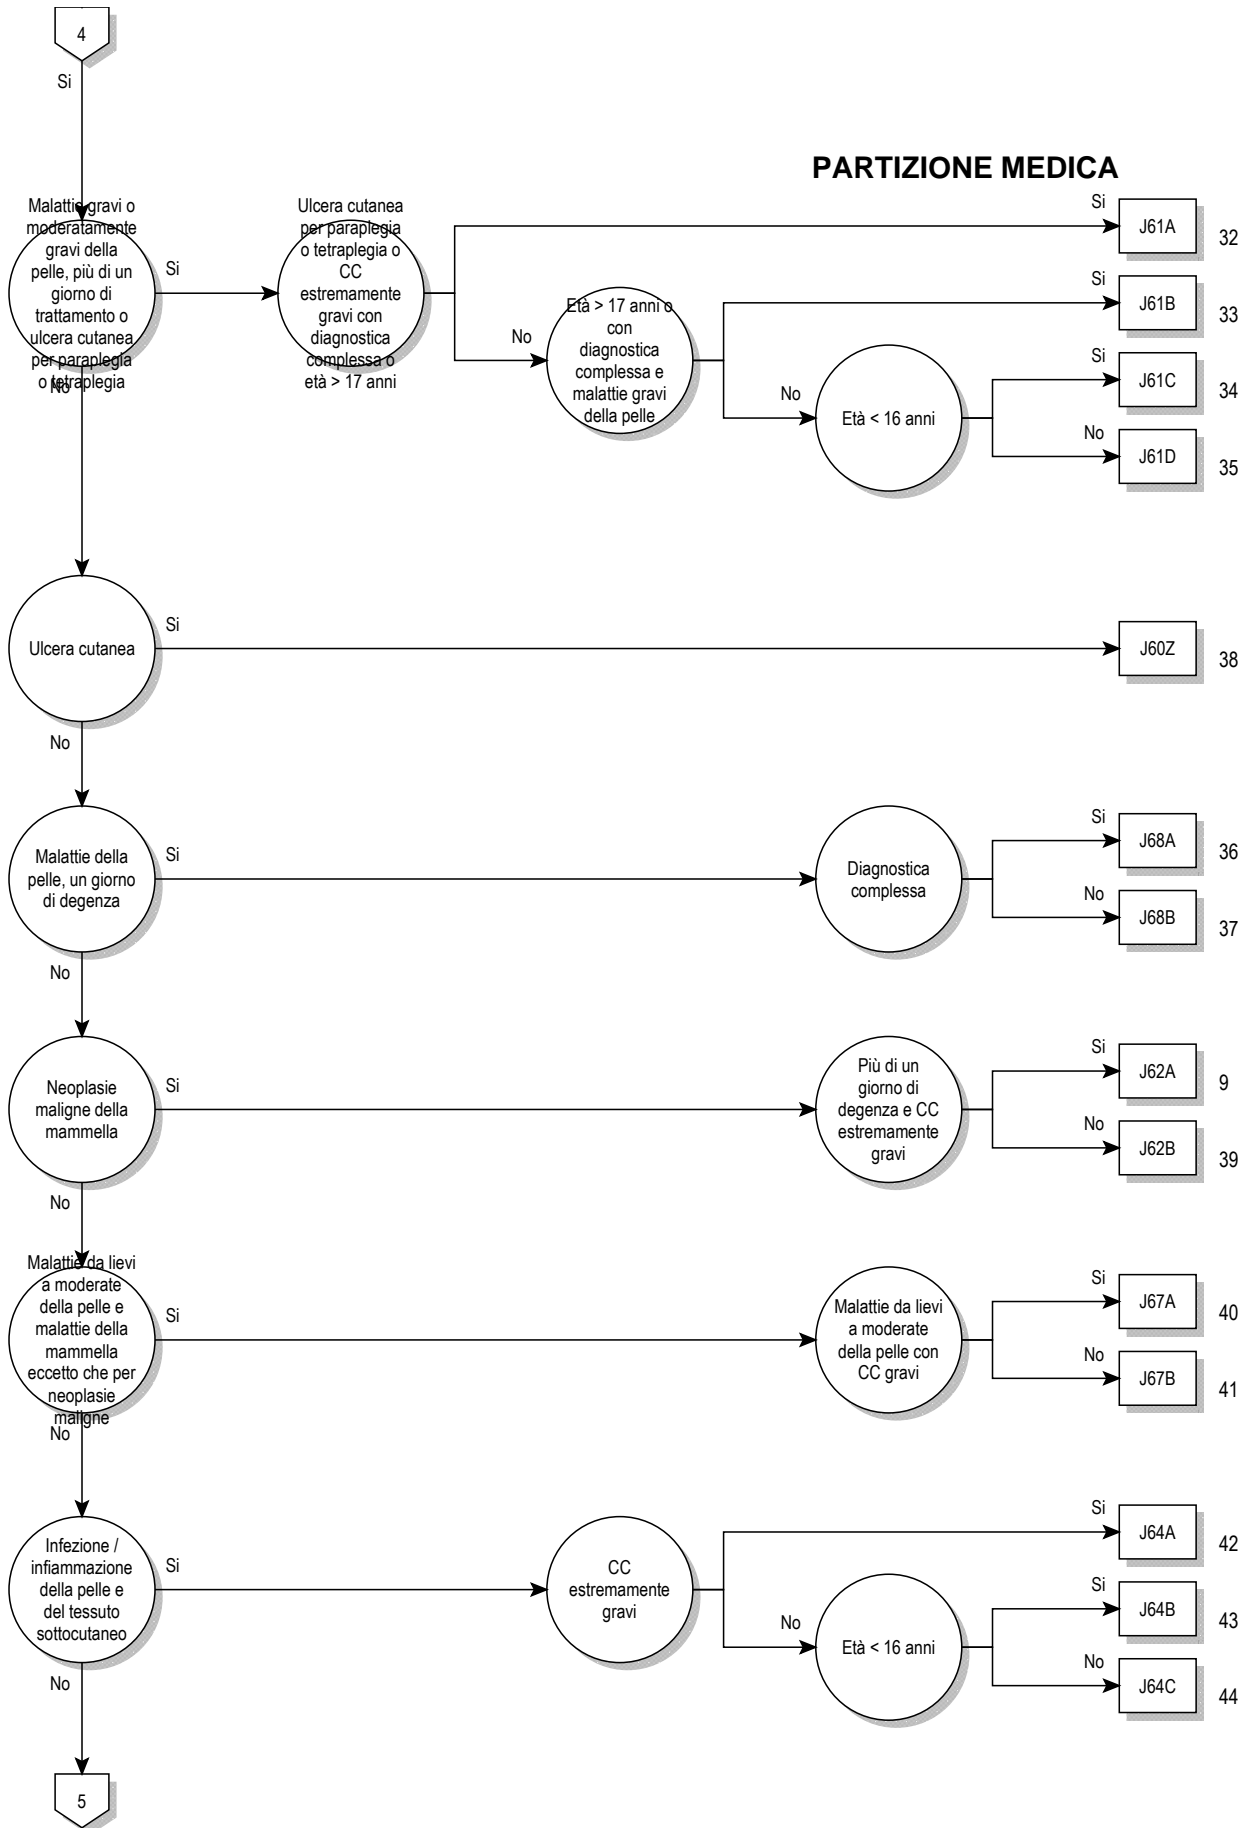 4
Si
PARTIZIONE MEDICA
Malattie gravi o
moderatamente
gravi della
pelle, più di un
giorno di
trattamento o
ulcera cutanea
per paraplegia
o tetraplegia
Si
No
Ulcera cutanea
per paraplegia
o tetraplegia o
CC
estremamente
gravi con
diagnostica
complessa o
età > 17 anni
Si
J61A
32
No
Età > 17 anni o
con
diagnostica
complessa e
malattie gravi
della pelle
Si
J61B
33
No
Età < 16 anni
Si
J61C
34
No
J61D
35
Ulcera cutanea
Si
J60Z
38
No
Malattie della
pelle, un giorno
di degenza
Si
Diagnostica
complessa
Si
J68A
36
No
J68B
37
No
Neoplasie
maligne della
mammella
Si
Più di un
giorno di
degenza e CC
estremamente
gravi
Si
J62A
9
No
J62B
39
No
Malattie da lievi
a moderate
della pelle e
malattie della
mammella
eccetto che per
neoplasie
maligne
Si
Malattie da lievi
a moderate
della pelle con
CC gravi
Si
J67A
40
No
J67B
41
No
Infezione /
infiammazione
della pelle e
del tessuto
sottocutaneo
Si
CC
estremamente
gravi
Si
J64A
42
No
Età < 16 anni
Si
J64B
43
No
J64C
44
No
5